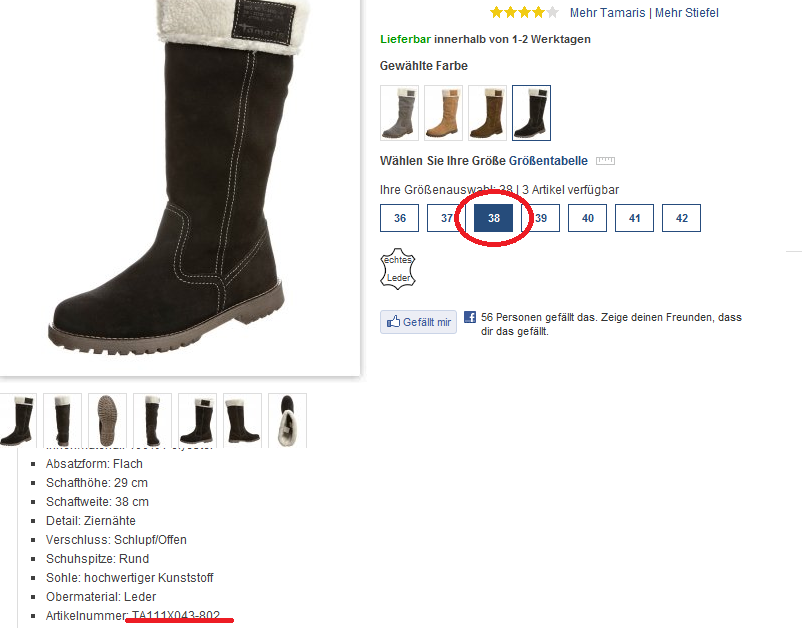 Tamaris
Mehr Tamaris | Mehr Stiefel
Lieferbar innerhalb von 1-2 Werktagen
Gewählte Farbe
Wählen Sie Ihre Größe Größentabelle
Ihre Größenauswahl: 38 | 3 Artikel verfügbar
36 37 38 39 40 41 42
echtes
Leder
Gefällt mir
56 Personen gefällt das. Zeige deinen Freunden, dass
dir das gefällt.
Absatzform: Flach
Schafthöhe: 29 cm
Schaftweite: 38 cm
Detail: Ziernähte
Verschluss: Schlupf/Offen
Schuhspitze: Rund
Sohle: hochwertiger Kunststoff
Obermaterial: Leder
Artikelnummer: TA111X043-802